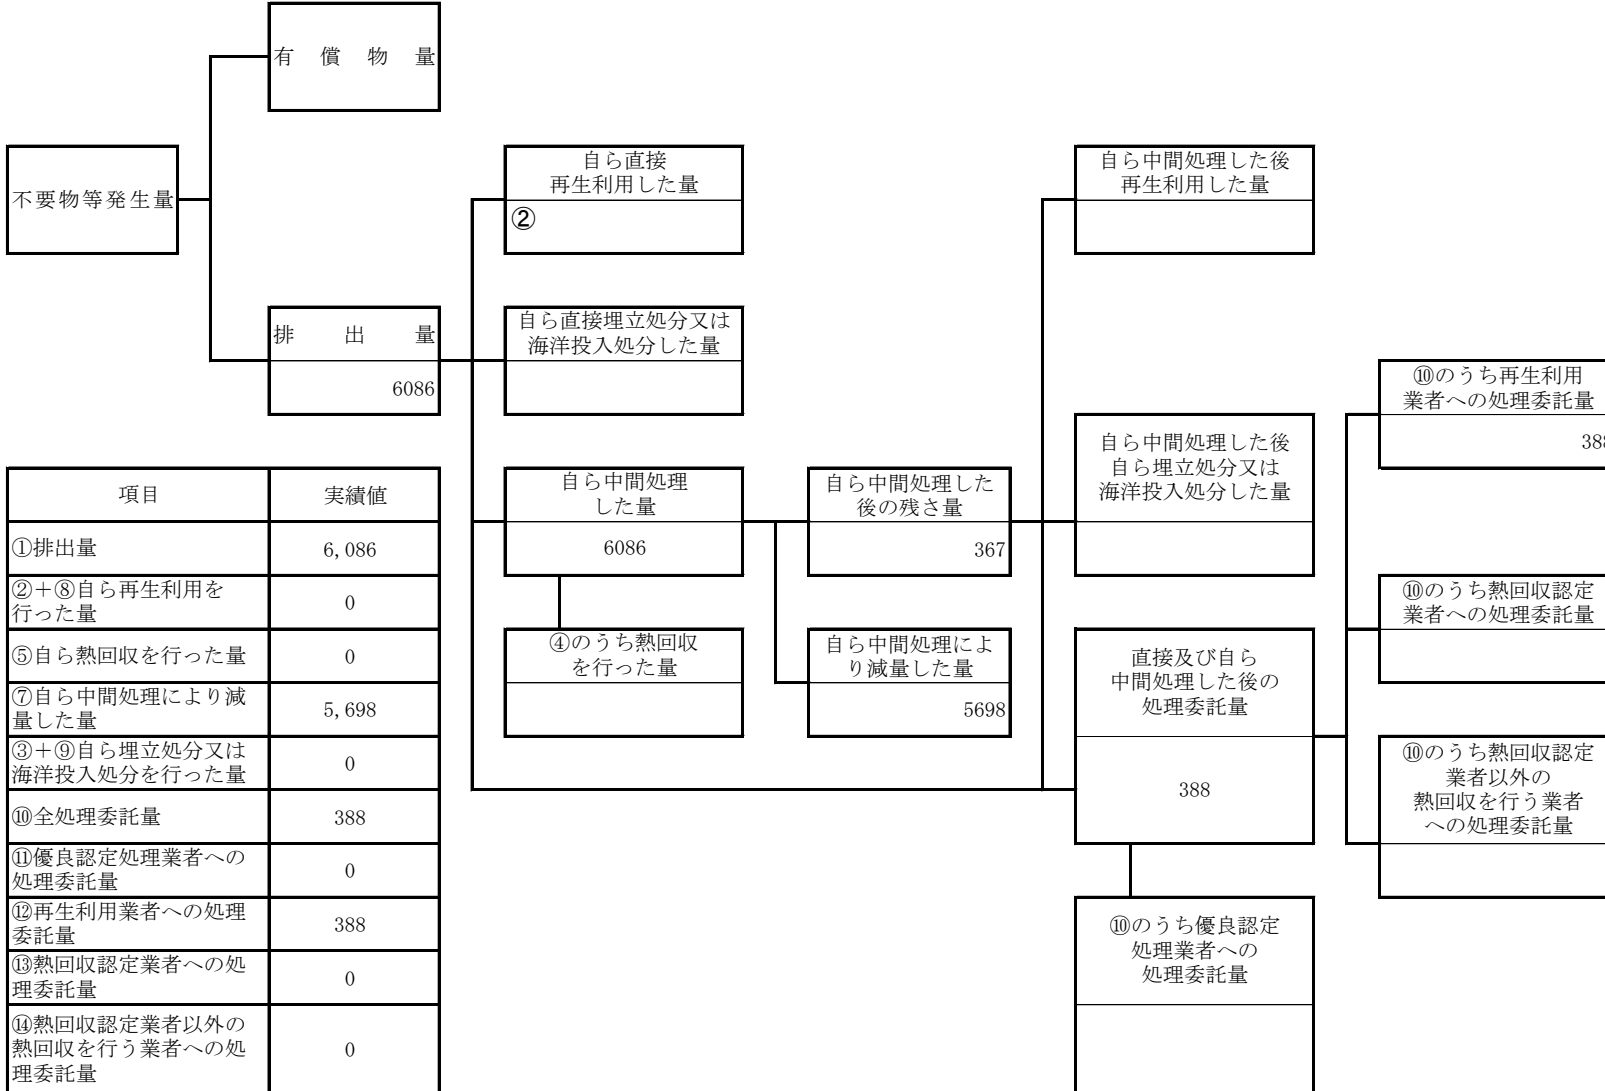 有償物量
不要物等発生量
自ら直接
再生利用した量
②
自ら中間処理した後
再生利用した量
排出量
6086
自ら直接埋立処分又は
海洋投入処分した量
⑩のうち再生利用
業者への処理委託量
388
自ら中間処理した後
自ら埋立処分又は
海洋投入処分した量
自ら中間処理
した量
6086
自ら中間処理した
後の残さ量
367
④のうち熱回収
を行った量
自ら中間処理によ
り減量した量
5698
直接及び自ら
中間処理した後の
処理委託量
388
⑩のうち熱回収認定
業者への処理委託量
⑩のうち熱回収認定
業者以外の
熱回収を行う業者
への処理委託量
⑩のうち優良認定
処理業者への
処理委託量
項目 実績値
①排出量 6,086
②+⑧自ら再生利用を
行った量 0
⑤自ら熱回収を行った量 0
⑦自ら中間処理により減
量した量 5,698
③+⑨自ら埋立処分又は
海洋投入処分を行った量 0
⑩全処理委託量 388
⑪優良認定処理業者への
処理委託量 0
⑫再生利用業者への処理
委託量 388
⑬熱回収認定業者への処
理委託量 0
⑭熱回収認定業者以外の
熱回収を行う業者への処
理委託量 0